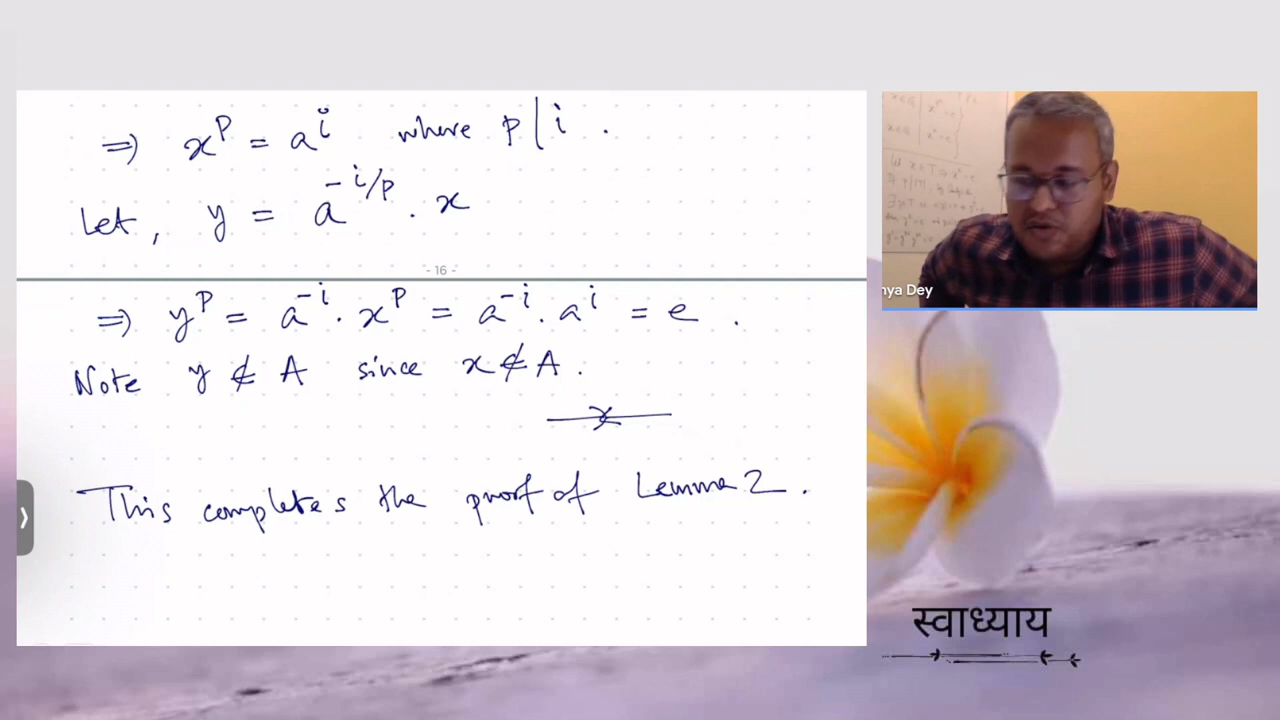 ⇒ x^p = a^i where p | i .
Let, y = a^{-i/p} . x
- 16 -
⇒ y^p = a^{-i} . x^p = a^{-i} . a^i = e .
Note y ∉ A since x ∉ A .
This completes the proof of Lemma 2 .
nya Dey
स्वाध्याय